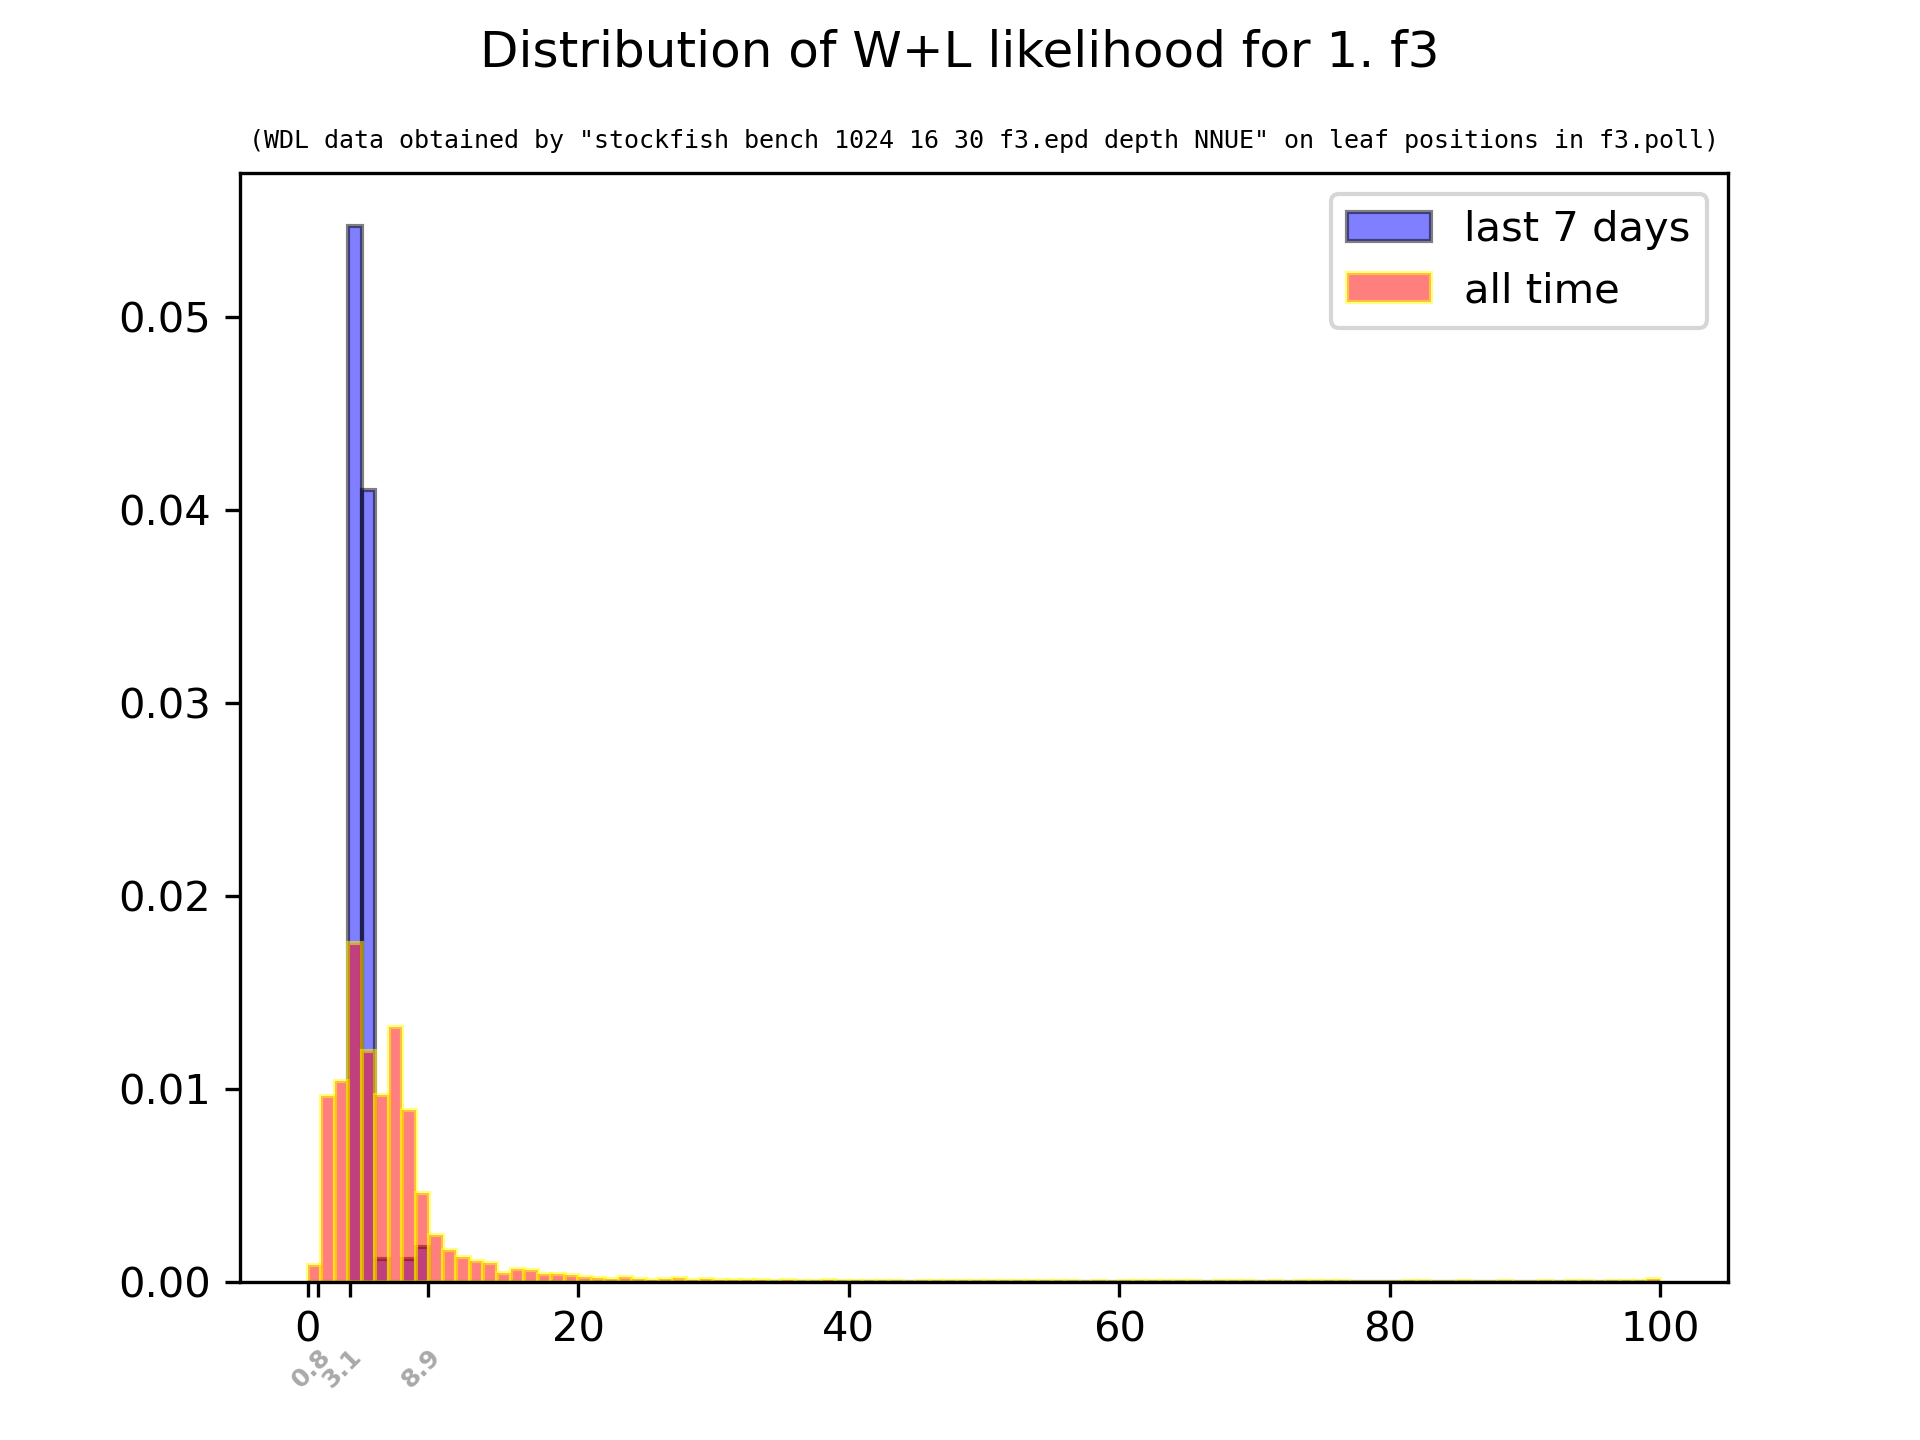 Distribution of W+L likelihood for 1. f3
(WDL data obtained by "stockfish bench 1024 16 30 f3.epd depth NNUE" on leaf positions in f3.poll)
last 7 days
all time
0.05
0.04
0.03
0.02
0.01
0.00
0 20 40 60 80 100
0.8 3.1 8.9